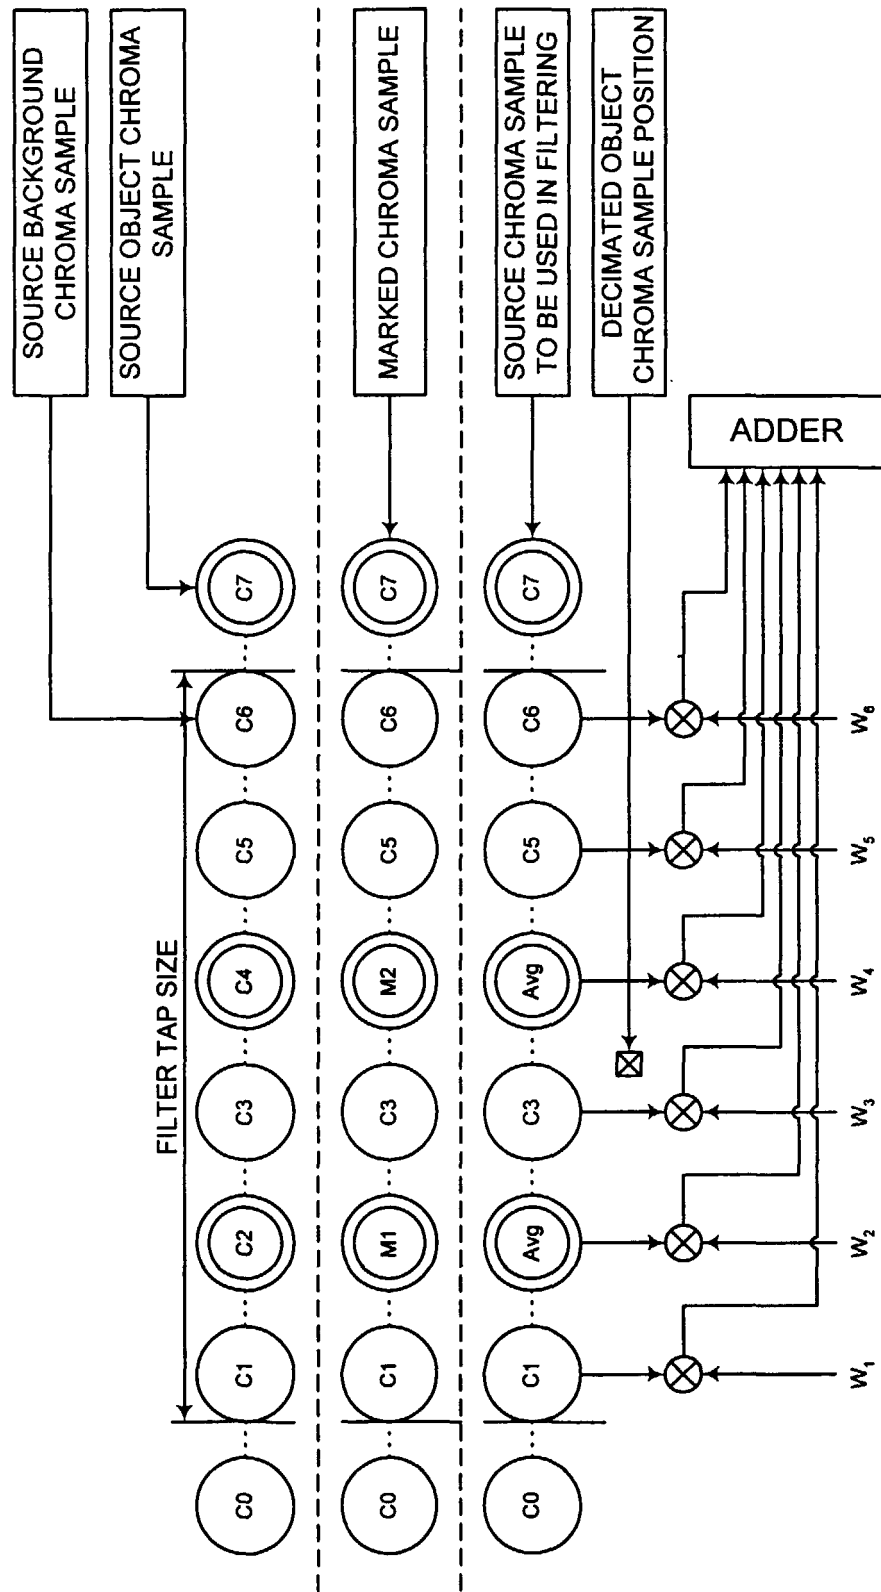 SOURCE BACKGROUND
CHROMA SAMPLE
SOURCE OBJECT CHROMA
SAMPLE
FILTER TAP SIZE
C0 C1 C2 C3 C4 C5 C6 C7
MARKED CHROMA SAMPLE
C0 C1 M1 C3 M2 C5 C6 C7
SOURCE CHROMA SAMPLE
TO BE USED IN FILTERING
C0 C1 Avg C3 Avg C5 C6 C7
DECIMATED OBJECT
CHROMA SAMPLE POSITION
ADDER
W1 W2 W3 W4 W5 W6